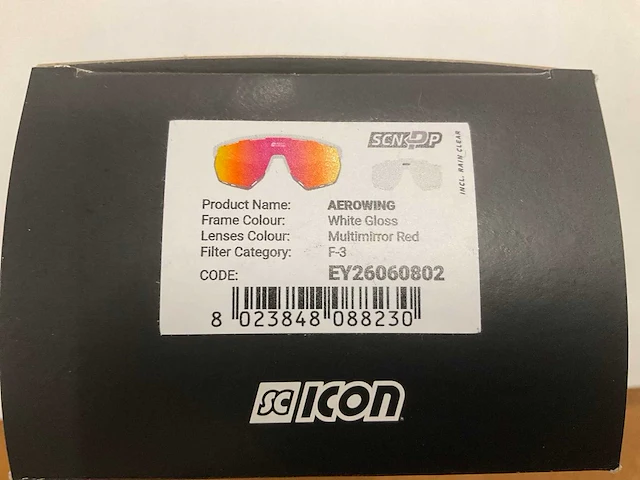 SCNPP
INCL. RAIN CLEAR
Product Name: AEROWING
Frame Colour: White Gloss
Lenses Colour: Multimirror Red
Filter Category: F-3
CODE: EY26060802
8 023848 088230
SC ICON